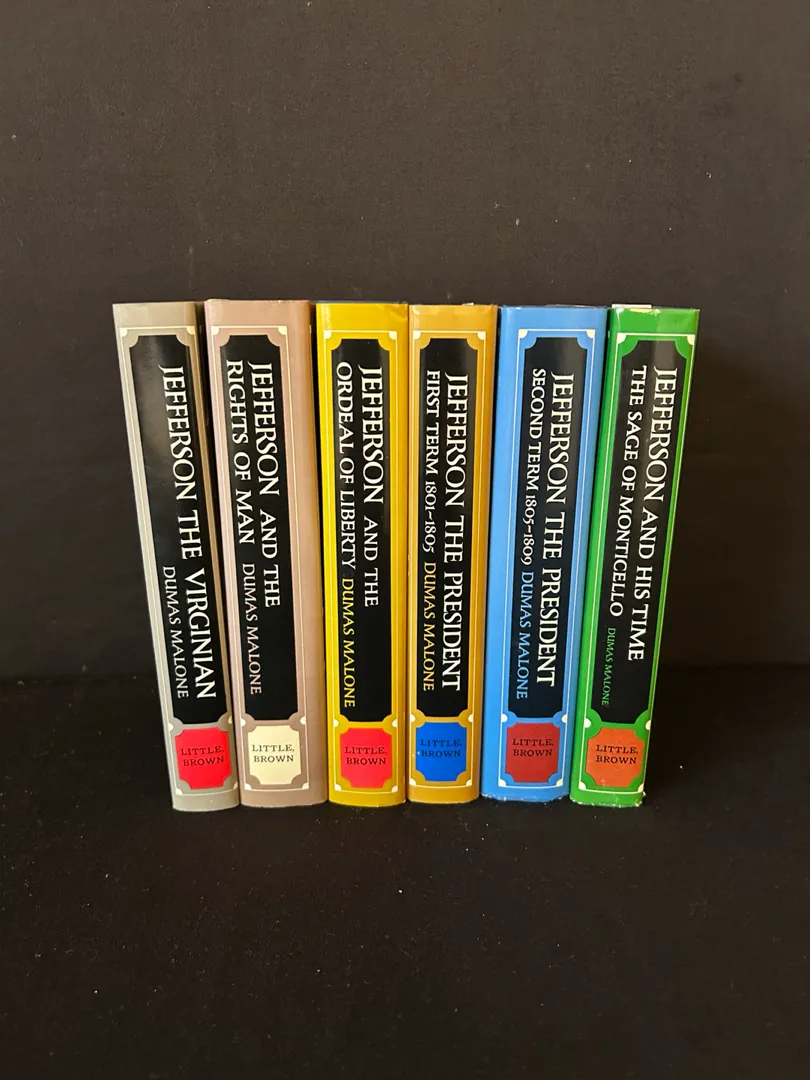 JEFFERSON THE VIRGINIAN
DUMAS MALONE
LITTLE,
BROWN
JEFFERSON AND THE
RIGHTS OF MAN DUMAS MALONE
LITTLE,
BROWN
JEFFERSON AND THE
ORDEAL OF LIBERTY DUMAS MALONE
LITTLE,
BROWN
JEFFERSON THE PRESIDENT
FIRST TERM 1801-1805 DUMAS MALONE
LITTLE,
BROWN
JEFFERSON THE PRESIDENT
SECOND TERM 1805-1809 DUMAS MALONE
LITTLE,
BROWN
JEFFERSON AND HIS TIME
THE SAGE OF MONTICELLO DUMAS MALONE
LITTLE,
BROWN